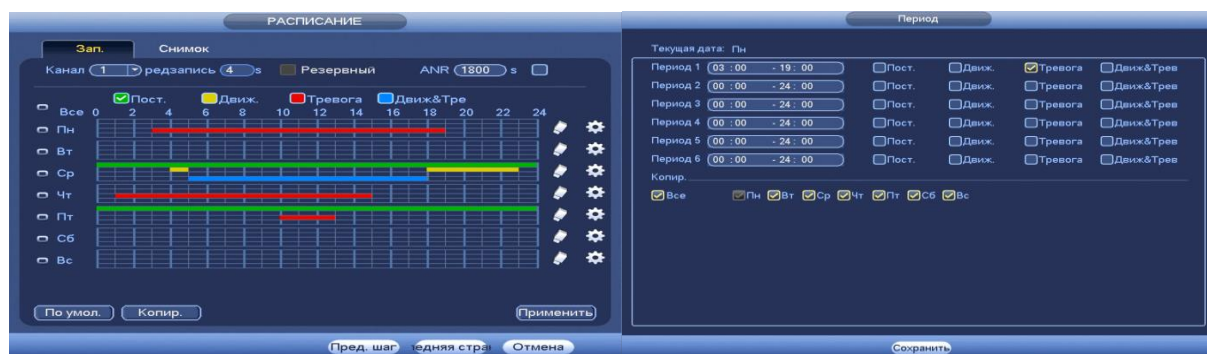 РАСПИСАНИЕ
Зап. Снимок
Канал 1 редзапись 4 s Резервный ANR 1800 s
Пост. Движ. Тревога Движ&Тре
Все 0 2 4 6 8 10 12 14 16 18 20 22 24
Пн
Вт
Ср
Чт
Пт
Сб
Вс
По умол. Копир. Применить
Пред. шаг едняя стра Отмена
Период
Текущая дата: Пн
Период 1 03 :00 - 19: 00 Пост. Движ. Тревога Движ&Трев
Период 2 00 :00 - 24: 00 Пост. Движ. Тревога Движ&Трев
Период 3 00 :00 - 24: 00 Пост. Движ. Тревога Движ&Трев
Период 4 00 :00 - 24: 00 Пост. Движ. Тревога Движ&Трев
Период 5 00 :00 - 24: 00 Пост. Движ. Тревога Движ&Трев
Период 6 00 :00 - 24: 00 Пост. Движ. Тревога Движ&Трев
Копир.
Все Пн Вт Ср Чт Пт Сб Вс
Сохранить